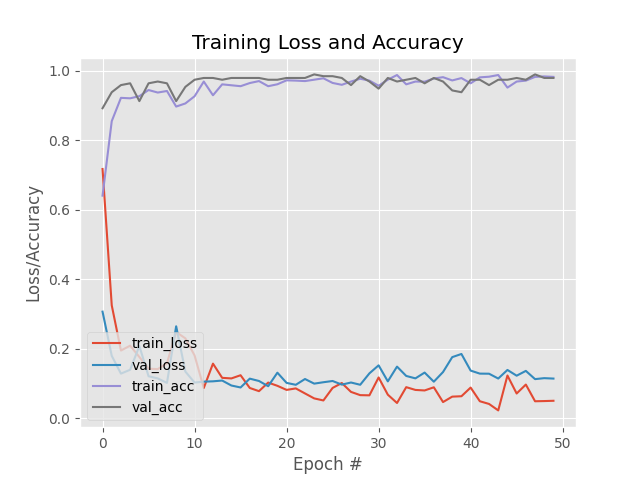 Training Loss and Accuracy
Loss/Accuracy
1.0
0.8
0.6
0.4
0.2
0.0
train_loss
val_loss
train_acc
val_acc
0 10 20 30 40 50
Epoch #